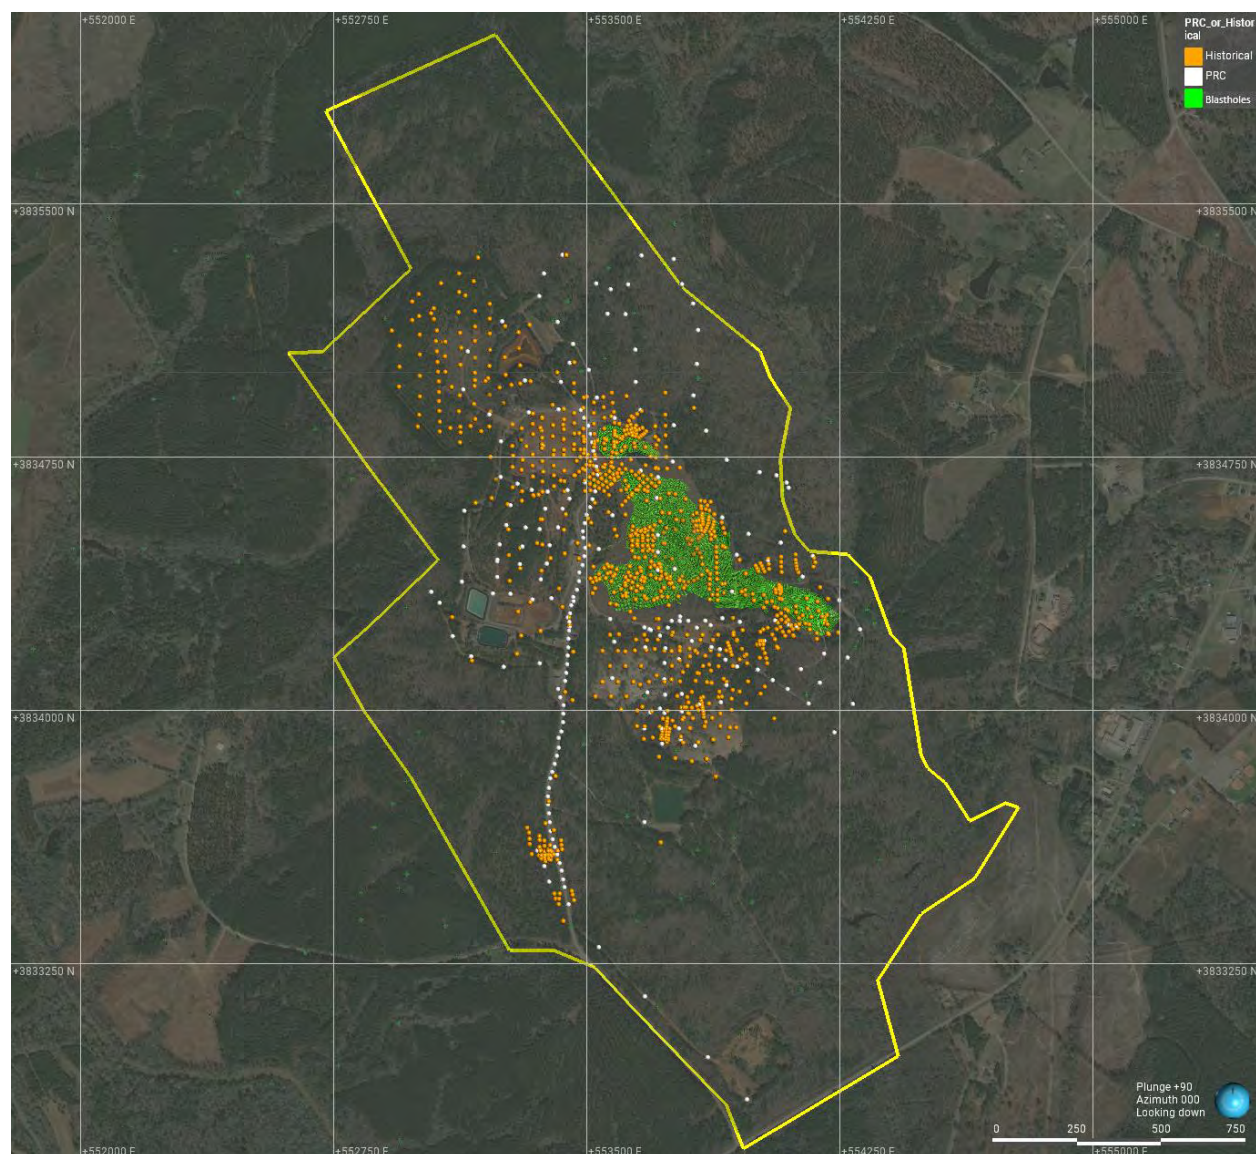 +552000 E
+552750 E
+553500 E
+554250 E
+555000 E
PRC_or_Histor
ical
Historical
PRC
Blastholes
+3835500 N
+3835500 N
+3834750 N
+3834750 N
+3834000 N
+3834000 N
+3833250 N
+3833250 N
Plunge +90
Azimuth 000
Looking down
0
250
500
750
+552000 E
+552750 E
+553500 E
+554250 E
+555000 E